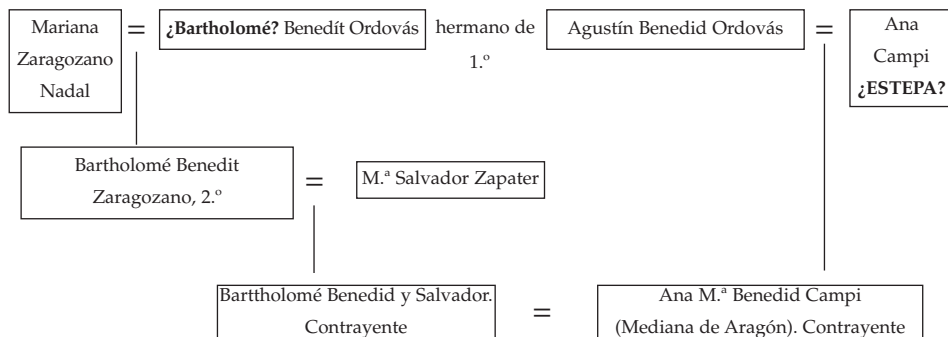 Mariana
Zaragozano
Nadal
=
¿Bartholomé? Benedít Ordovás
hermano de
1.º
Agustín Benedid Ordovás
=
Ana
Campi
¿ESTEPA?
Bartholomé Benedit
Zaragozano, 2.º
=
M.ª Salvador Zapater
Barttholomé Benedid y Salvador.
Contrayente
=
Ana M.ª Benedid Campi
(Mediana de Aragón). Contrayente